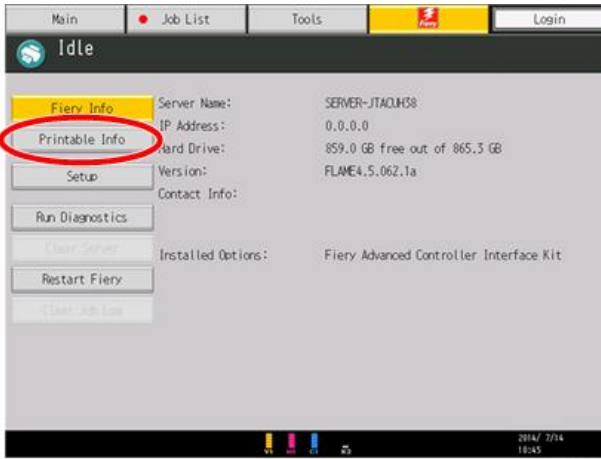 Main
Job List
Tools
Fiery
Login
Idle
Fiery Info
Printable Info
Setup
Run Diagnostics
Clear Server
Restart Fiery
Clear Job Log
Server Name: SERVER-JTACUH38
IP Address: 0.0.0.0
Hard Drive: 859.0 GB free out of 865.3 GB
Version: FLAME4.5.062.1a
Contact Info:
Installed Options: Fiery Advanced Controller Interface Kit
2014/ 7/14
10:45